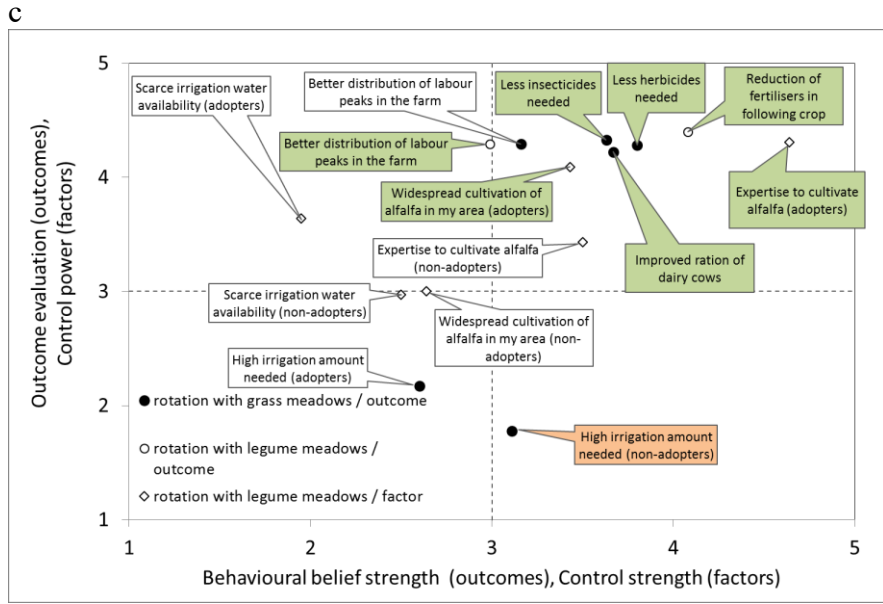 c
Outcome evaluation (outcomes),
Control power (factors)
5
4
3
2
1
Scarce irrigation water
availability (adopters)
Better distribution of labour
peaks in the farm
Less insecticides
needed
Less herbicides
needed
Reduction of
fertilisers in
following crop
Better distribution of labour
peaks in the farm
Widespread cultivation of
alfalfa in my area (adopters)
Expertise to cultivate
alfalfa (adopters)
Expertise to cultivate alfalfa
(non-adopters)
Improved ration of
dairy cows
Scarce irrigation water
availability (non-adopters)
Widespread cultivation of
alfalfa in my area (non-
adopters)
High irrigation amount
needed (adopters)
High irrigation amount
needed (non-adopters)
rotation with grass meadows / outcome
rotation with legume meadows /
outcome
rotation with legume meadows / factor
1 2 3 4 5
Behavioural belief strength (outcomes), Control strength (factors)